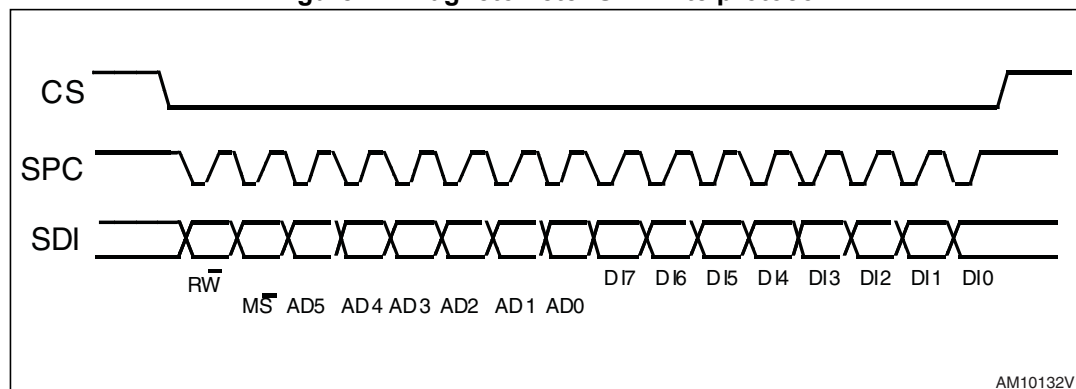 CS
SPC
SDI
RW̅ DI7 DI6 DI5 DI4 DI3 DI2 DI1 DI0
MS̅ AD5 AD4 AD3 AD2 AD1 AD0
AM10132V